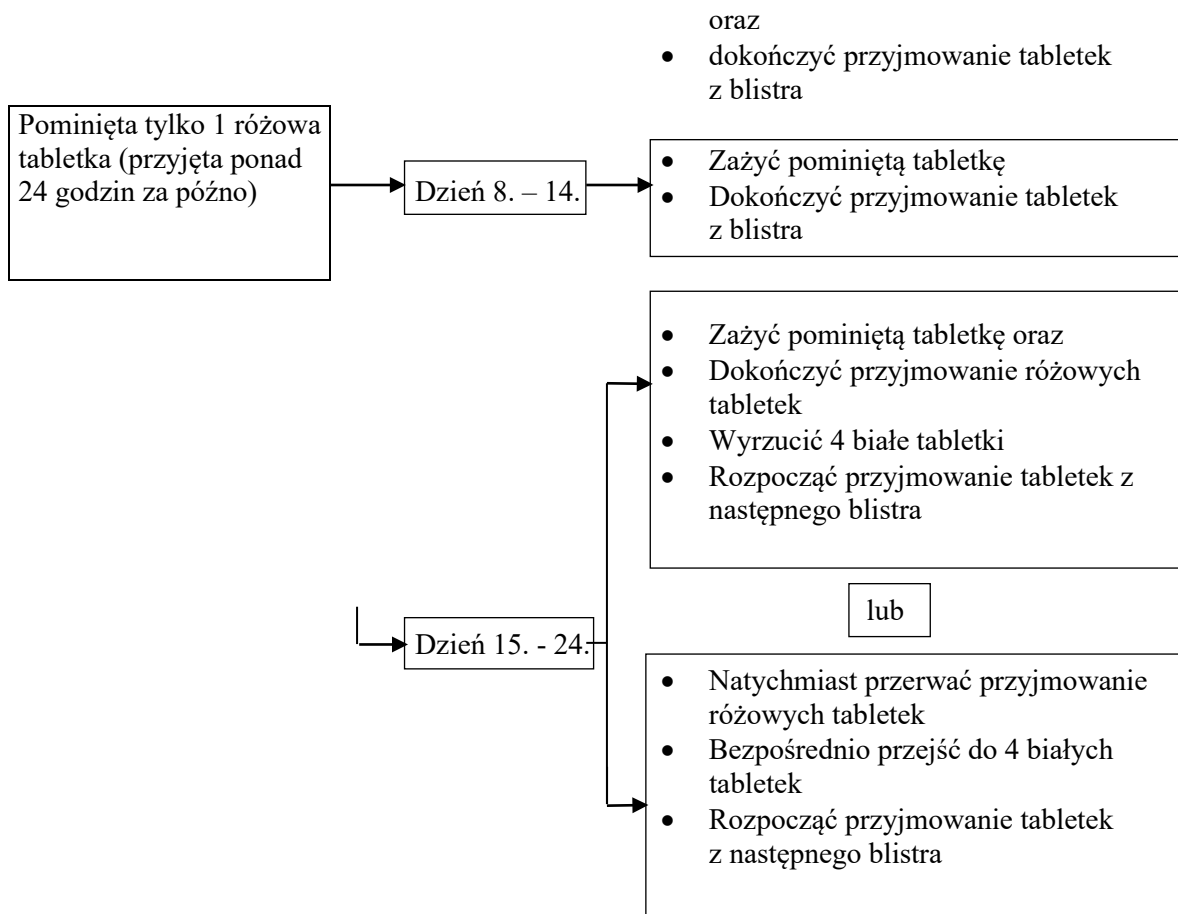 oraz
• dokończyć przyjmowanie tabletek
z blistra
Pominięta tylko 1 różowa
tabletka (przyjęta ponad
24 godzin za późno)
Dzień 8. – 14.
• Zażyć pominiętą tabletkę
• Dokończyć przyjmowanie tabletek
z blistra
• Zażyć pominiętą tabletkę oraz
• Dokończyć przyjmowanie różowych
tabletek
• Wyrzucić 4 białe tabletki
• Rozpocząć przyjmowanie tabletek z
następnego blistra
lub
Dzień 15. - 24.
• Natychmiast przerwać przyjmowanie
różowych tabletek
• Bezpośrednio przejść do 4 białych
tabletek
• Rozpocząć przyjmowanie tabletek
z następnego blistra